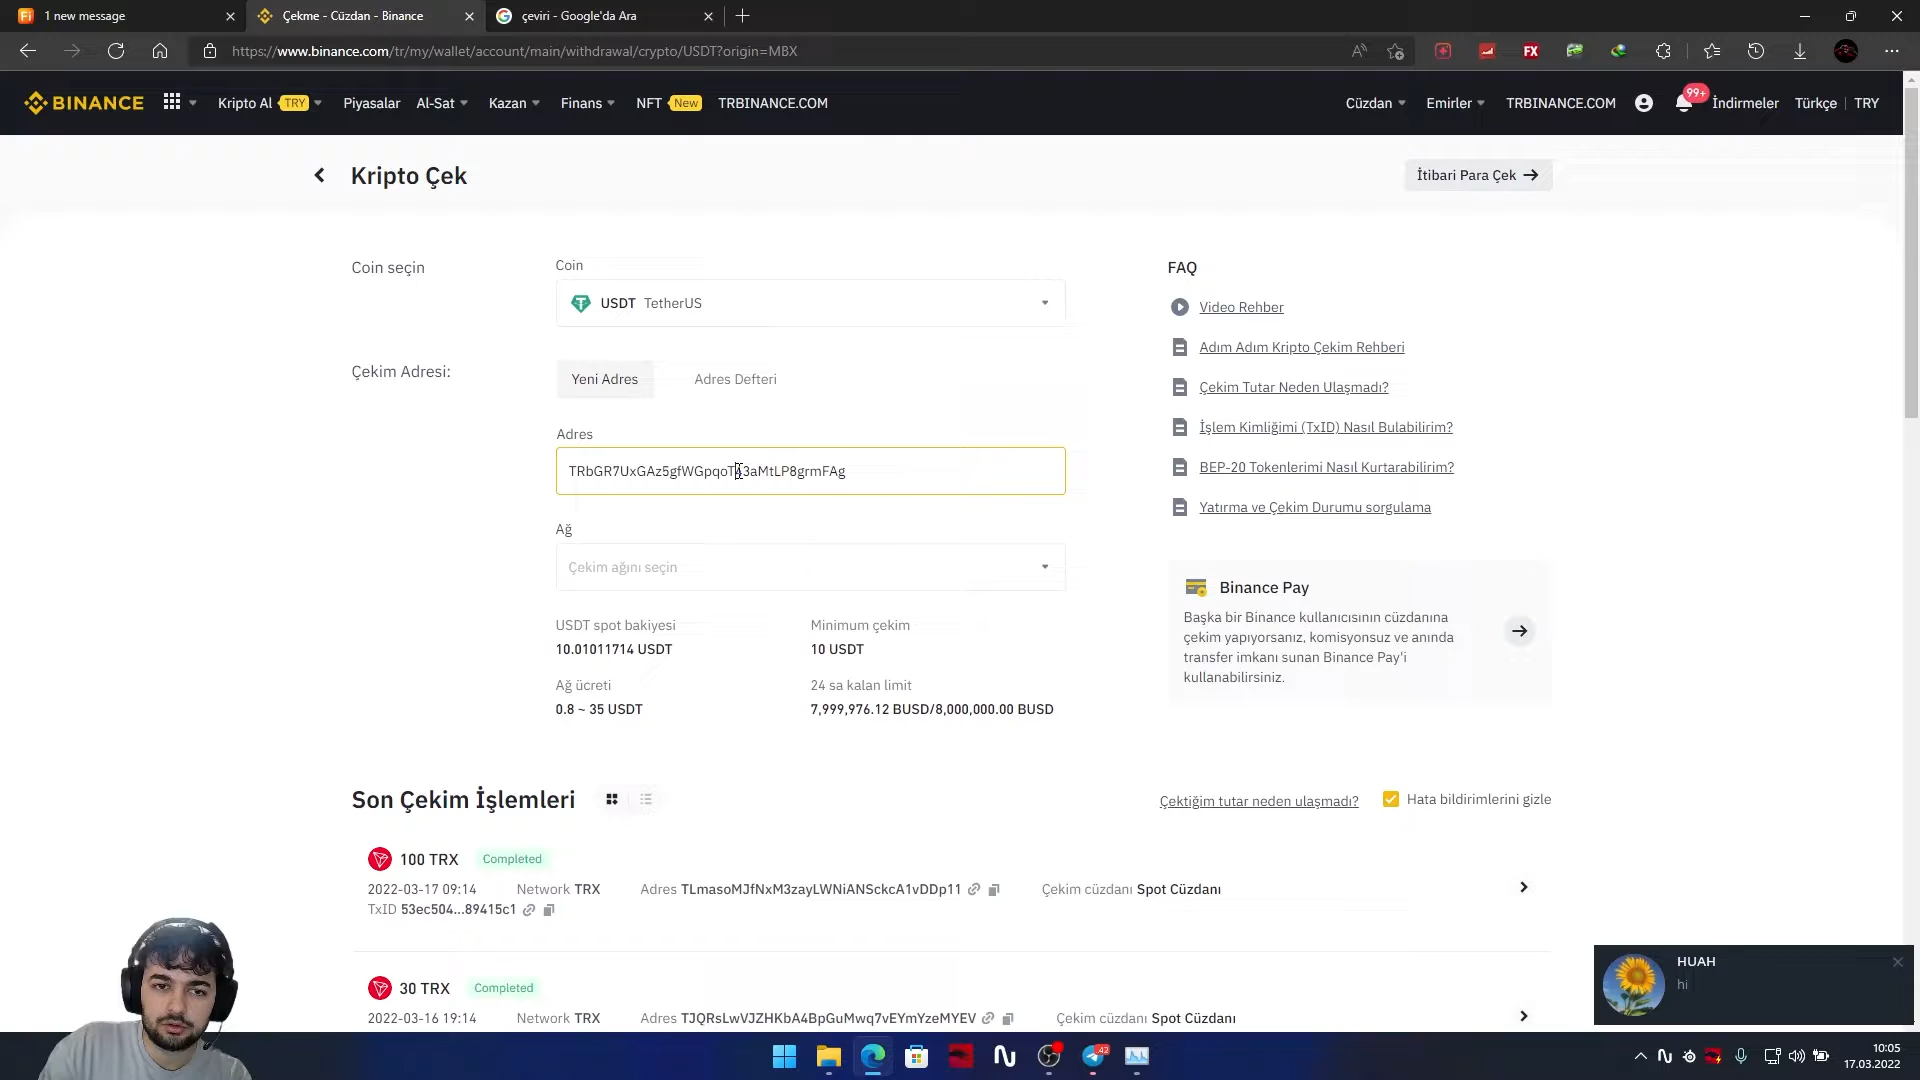 1 new message
Çekme - Cüzdan - Binance
çeviri - Google'da Ara
https://www.binance.com/tr/my/wallet/account/main/withdrawal/crypto/USDT?origin=MBX
BINANCE
Kripto Al TRY
Piyasalar
Al-Sat
Kazan
Finans
NFT New
TRBINANCE.COM
Cüzdan
Emirler
TRBINANCE.COM
99+
İndirmeler
Türkçe
TRY
Kripto Çek
İtibari Para Çek
Coin seçin
Coin
USDT TetherUS
Çekim Adresi:
Yeni Adres
Adres Defteri
Adres
Ağ
Çekim ağını seçin
USDT spot bakiyesi
10.01011714 USDT
Minimum çekim
10 USDT
Ağ ücreti
0.8 ~ 35 USDT
24 sa kalan limit
7,999,976.12 BUSD/8,000,000.00 BUSD
FAQ
Video Rehber
Adım Adım Kripto Çekim Rehberi
Çekim Tutar Neden Ulaşmadı?
İşlem Kimliğimi (TxID) Nasıl Bulabilirim?
BEP-20 Tokenlerimi Nasıl Kurtarabilirim?
Yatırma ve Çekim Durumu sorgulama
Binance Pay
Başka bir Binance kullanıcısının cüzdanına
çekim yapıyorsanız, komisyonsuz ve anında
transfer imkanı sunan Binance Pay'i
kullanabilirsiniz.
Son Çekim İşlemleri
Çektiğim tutar neden ulaşmadı?
Hata bildirimlerini gizle
100 TRX Completed
2022-03-17 09:14 Network TRX Adres TLmasoMJfNxM3zayLWNiANSckcA1vDDp11 Çekim cüzdanı Spot Cüzdanı
TxID 53ec504...89415c1
30 TRX Completed
2022-03-16 19:14 Network TRX Adres TJQRsLwVJZHKbA4BpGuMwq7vEYmYzeMYEV Çekim cüzdanı Spot Cüzdanı
HUAH
hi
10:05
17.03.2022